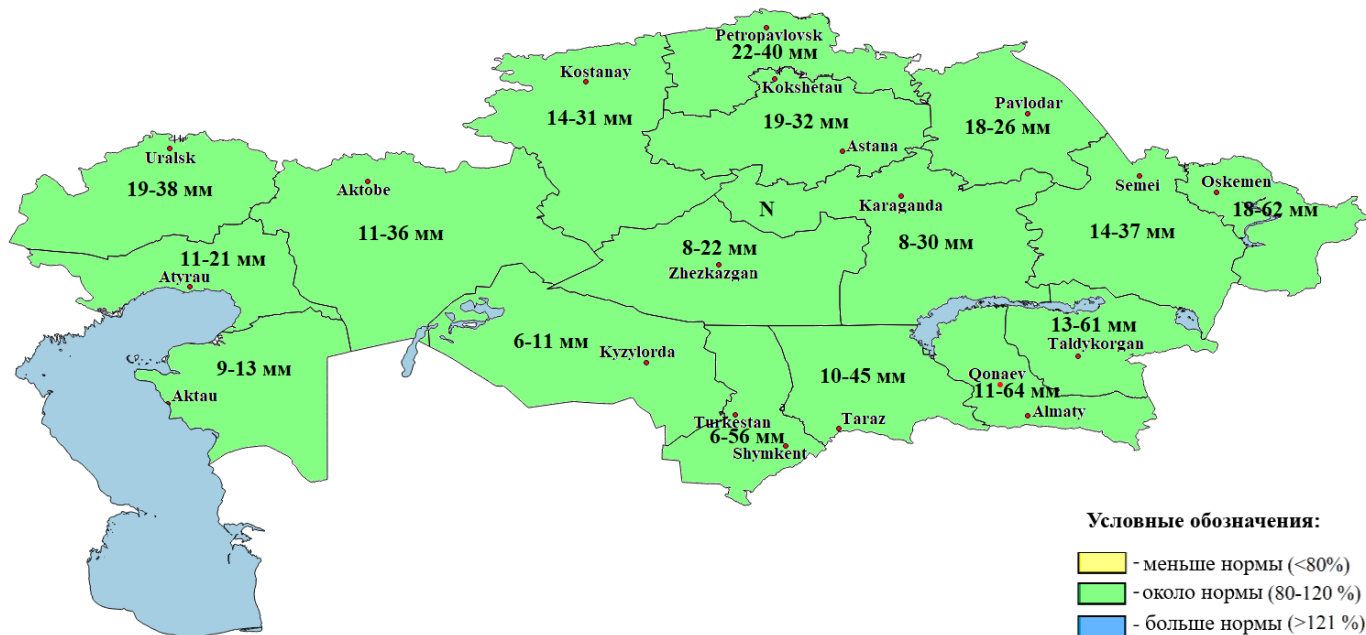 Petropavlovsk
22-40 мм
Kostanay
Kokshetau
14-31 мм
19-32 мм
Astana
Pavlodar
18-26 мм
Uralsk
19-38 мм
Aktobe
11-36 мм
Semei
14-37 мм
Oskemen
18-62 мм
N
Karaganda
8-30 мм
8-22 мм
Zhezkazgan
11-21 мм
Atyrau
9-13 мм
Aktau
6-11 мм
Kyzylorda
10-45 мм
Taraz
13-61 мм
Taldykorgan
Qonaev
11-64 мм
Almaty
Turkestan
6-56 мм
Shymkent
Условные обозначения:
- меньше нормы (<80%)
- около нормы (80-120 %)
- больше нормы (>121 %)